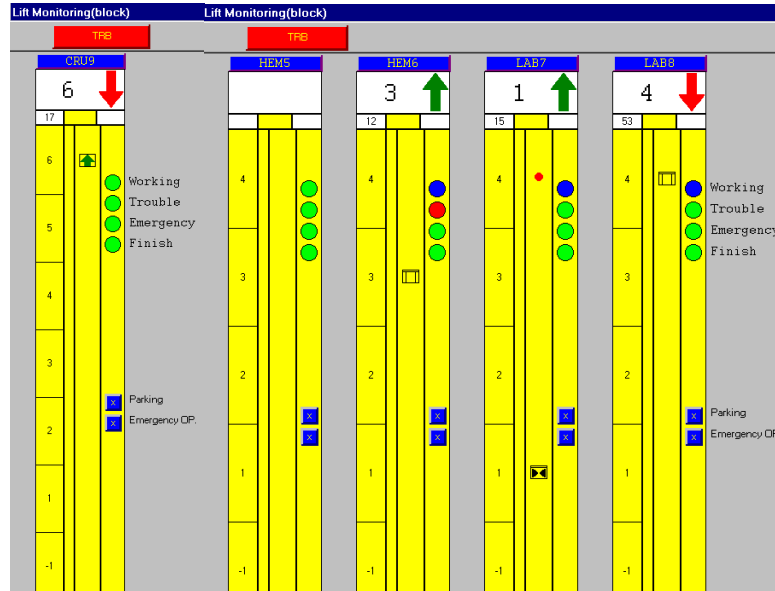 Lift Monitoring(block)
TRB
CRU9
6
17
6
5
4
3
2
1
-1
Working
Trouble
Emergency
Finish
x
Parking
x
Emergency OP.
Lift Monitoring(block)
TRB
HEM5
HEM6
LAB7
LAB8
3
1
4
12
15
53
4
4
4
4
Working
Trouble
Emergency
Finish
3
3
3
3
2
2
2
2
x
x
x
x
Parking
x
x
x
x
Emergency OP
1
1
1
1
-1
-1
-1
-1